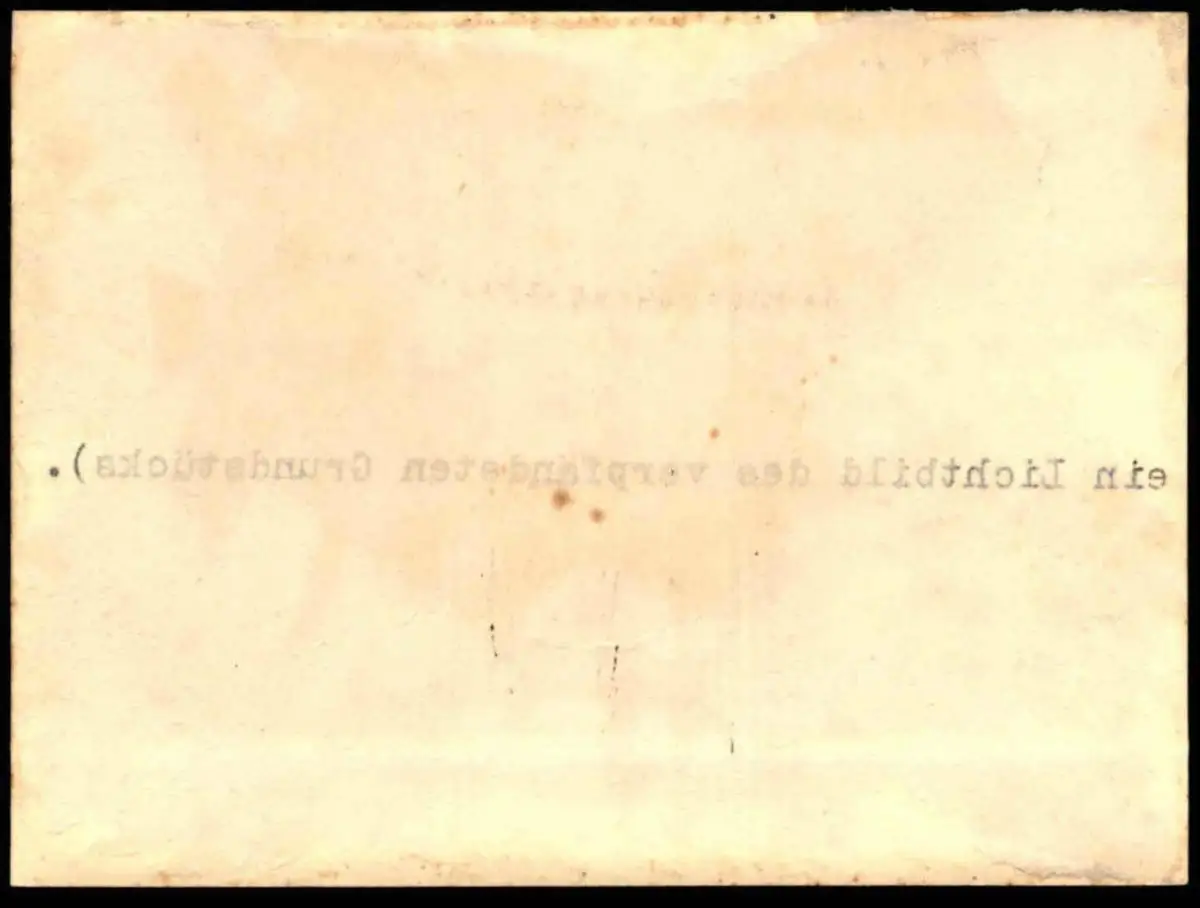 ein Lichtbild des verpfändeten Grundstücks).